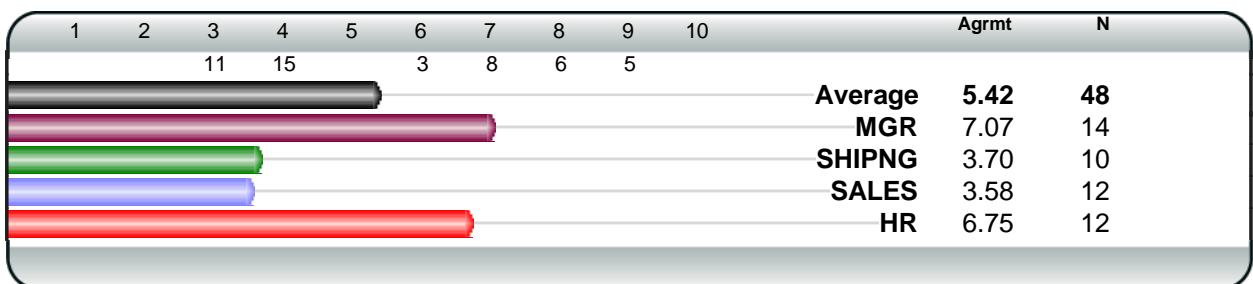 1 2 3 4 5 6 7 8 9 10 Agrmt N
11 15 3 8 6 5
Average 5.42 48
MGR 7.07 14
SHIPNG 3.70 10
SALES 3.58 12
HR 6.75 12